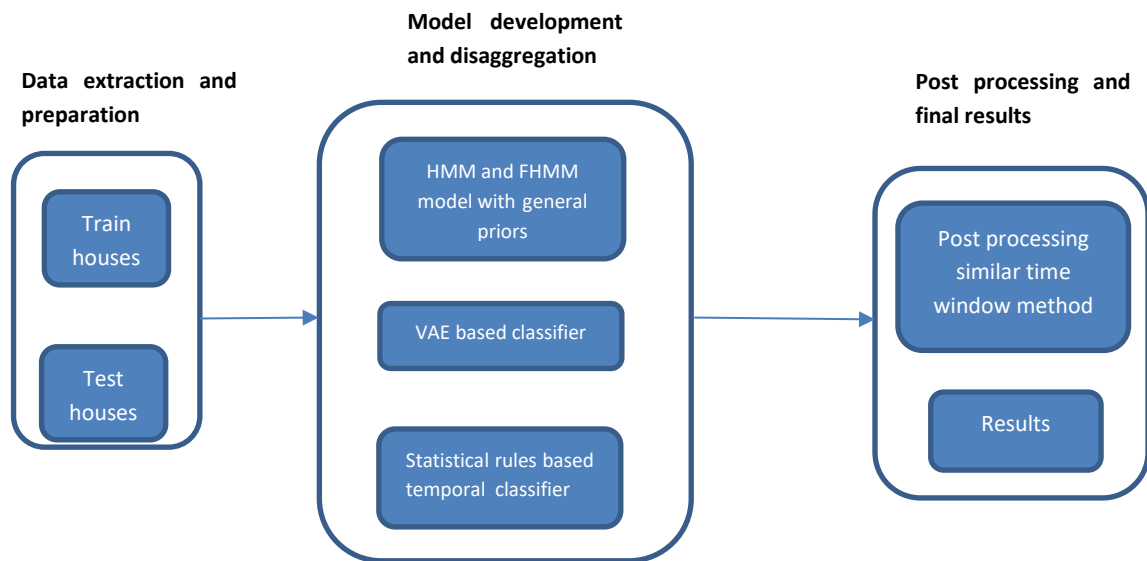 Data extraction and
preparation
Train
houses
Test
houses
Model development
and disaggregation
HMM and FHMM
model with general
priors
VAE based classifier
Statistical rules based
temporal classifier
Post processing and
final results
Post processing
similar time
window method
Results